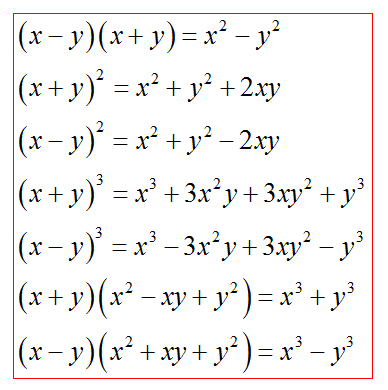 (x − y)(x + y) = x² − y²
(x + y)² = x² + y² + 2xy
(x − y)² = x² + y² − 2xy
(x + y)³ = x³ + 3x²y + 3xy² + y³
(x − y)³ = x³ − 3x²y + 3xy² − y³
(x + y)(x² − xy + y²) = x³ + y³
(x − y)(x² + xy + y²) = x³ − y³